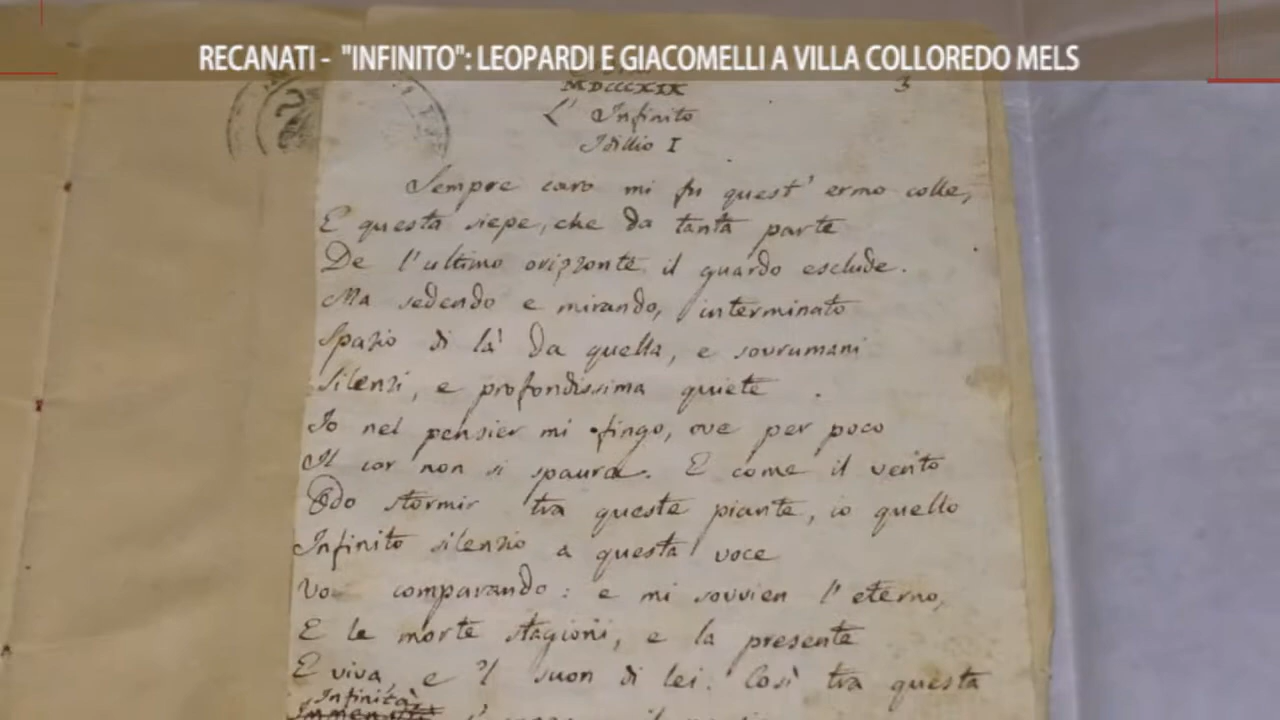 RECANATI - "INFINITO": LEOPARDI E GIACOMELLI A VILLA COLLOREDO MELS
MDCCCXIX
3
L' Infinito
Idillio I
Sempre caro mi fu quest' ermo colle,
E questa siepe, che da tanta parte
De l'ultimo orizzonte il guardo esclude.
Ma sedendo e mirando, interminato
Spazio di là da quella, e sovrumani
Silenzi, e profondissima quiete
Io nel pensier mi fingo, ove per poco
Il cor non si spaura. E come il vento
Odo stormir tra queste piante, io quello
Infinito silenzio a questa voce
Vo comparando: e mi sovvien l' eterno,
E le morte stagioni, e la presente
E viva, e 'l suon di lei. Così tra questa
Infinità
Immensità